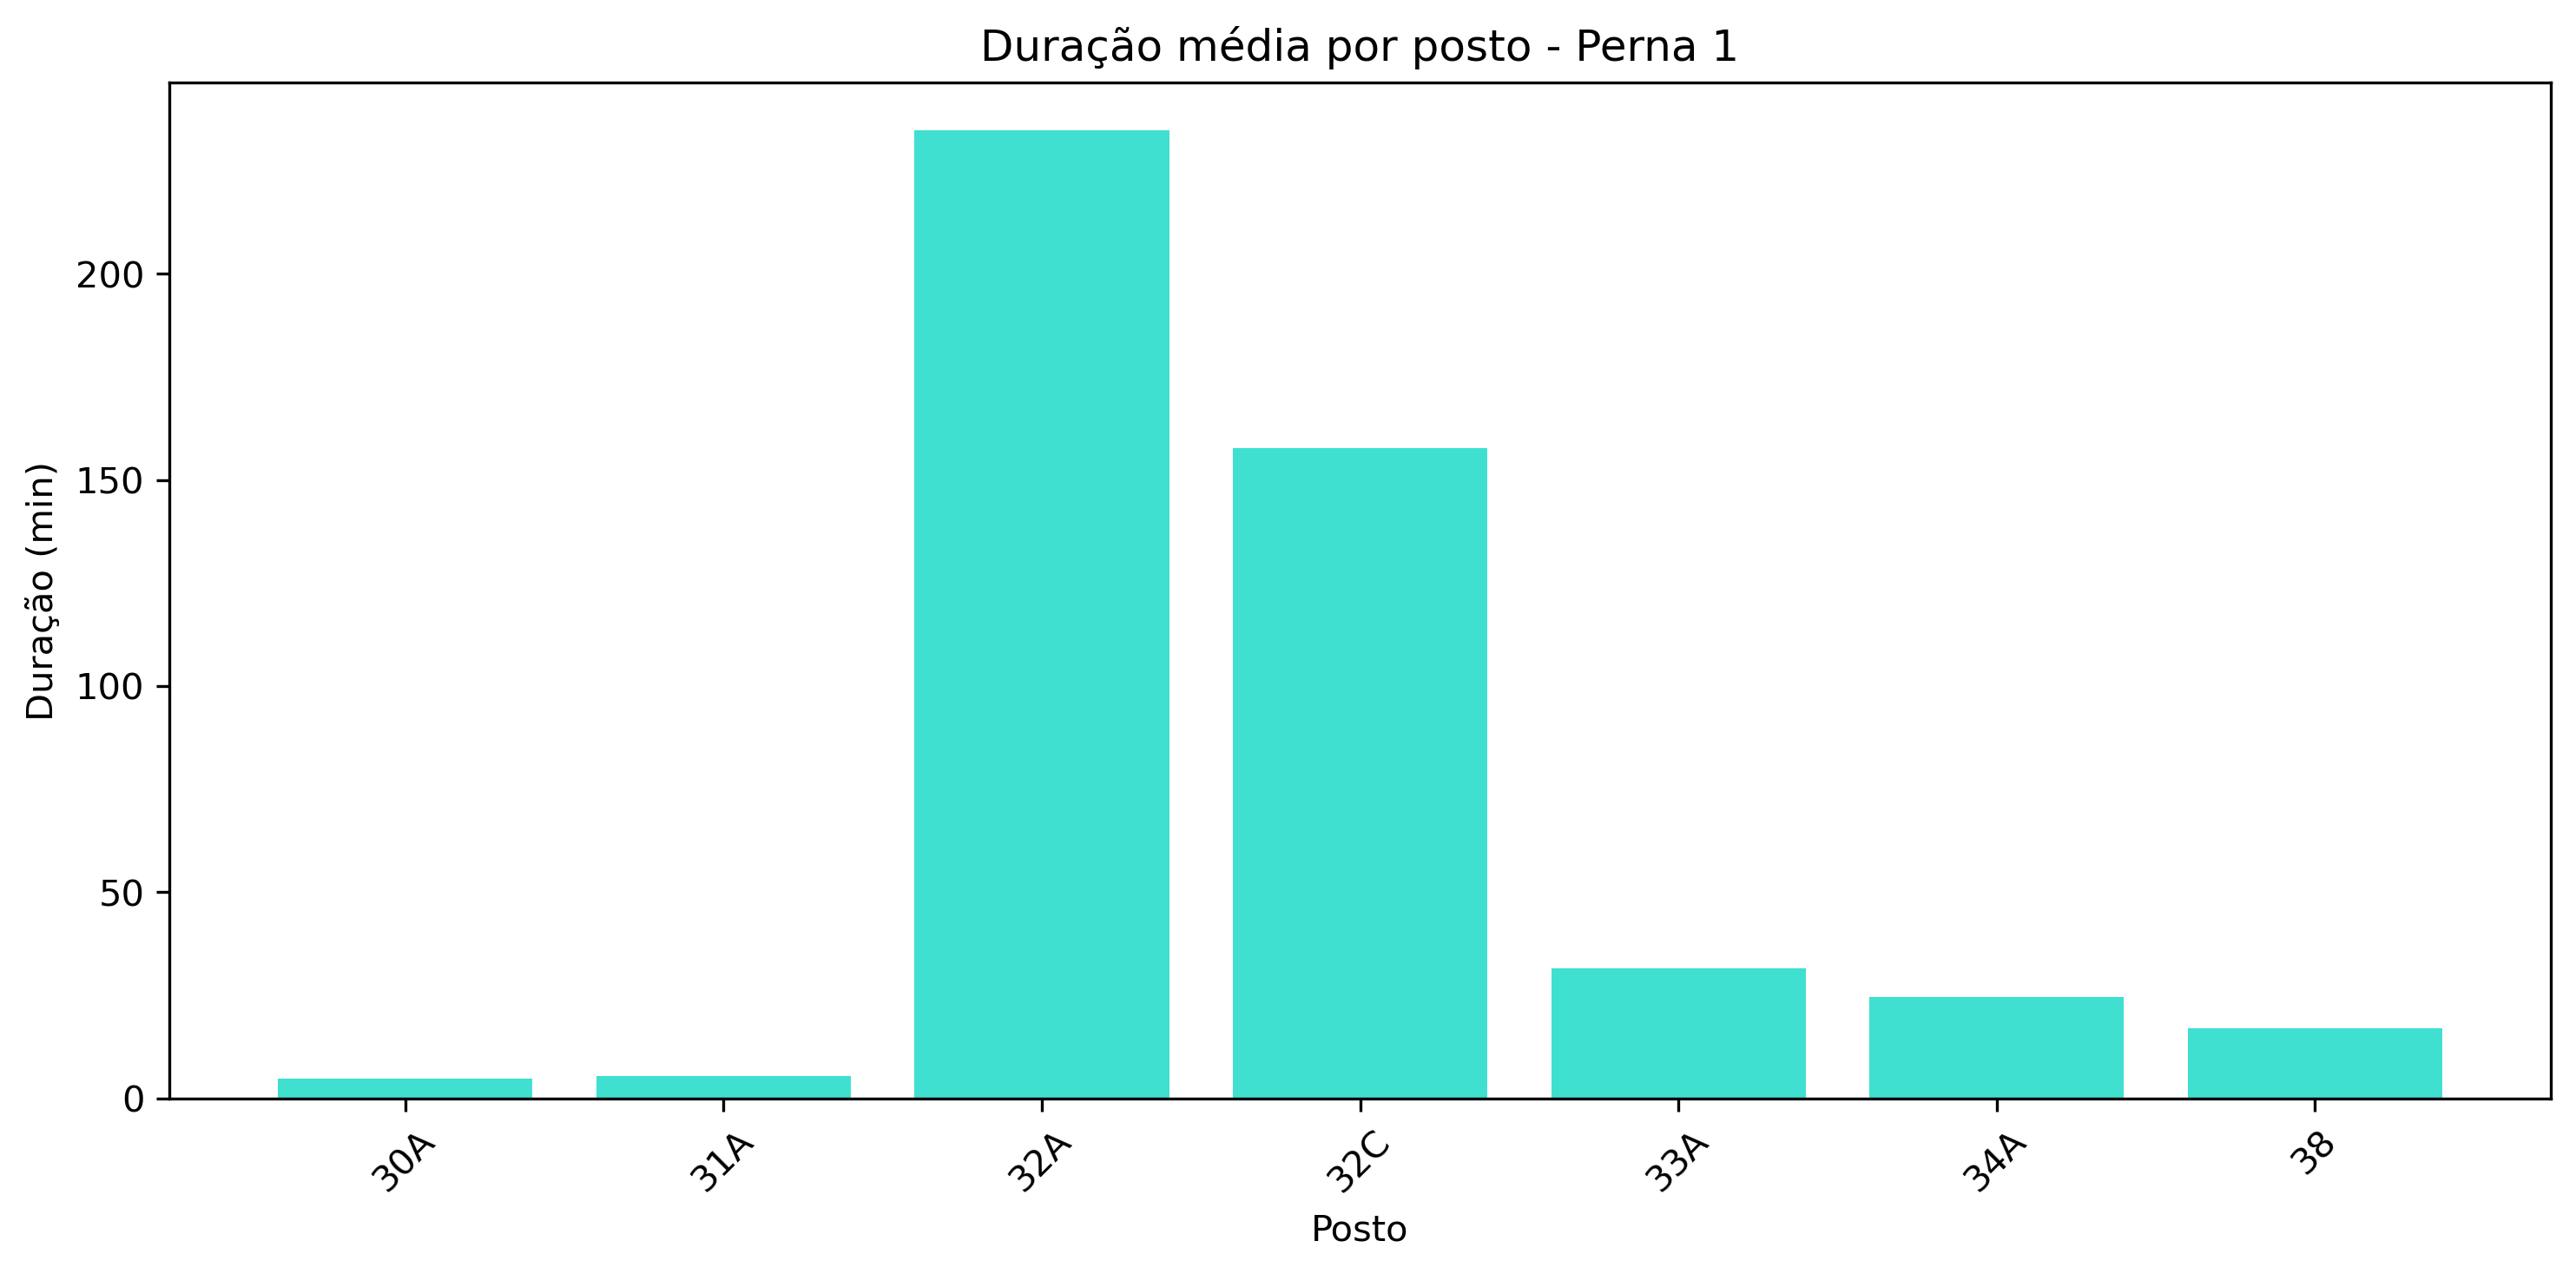 Duração média por posto - Perna 1
Duração (min)
200
150
100
50
0
30A
31A
32A
32C
33A
34A
38
Posto